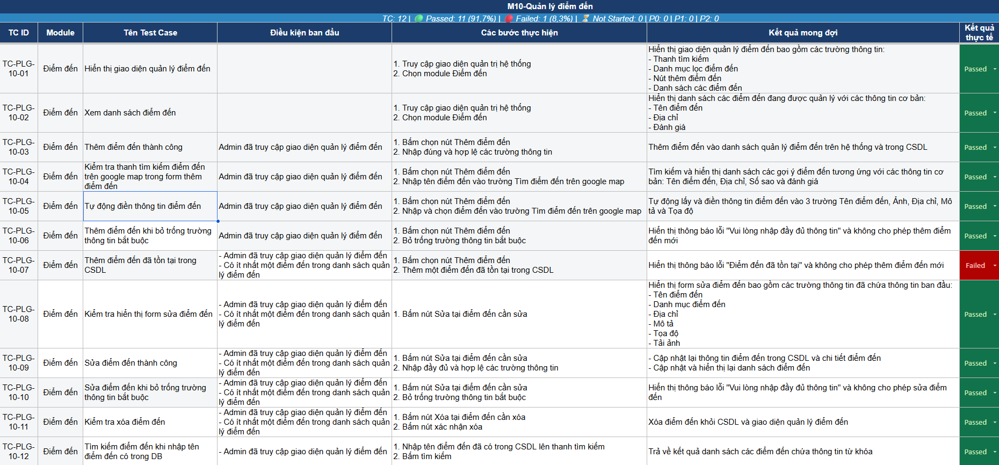 M10-Quản lý điểm đến
TC: 12 | 🟢 Passed: 11 (91,7%) | 🔴 Failed: 1 (8,3%) | ⏳ Not Started: 0 | P0: 0 | P1: 0 | P2: 0
TC ID
Module
Tên Test Case
Điều kiện ban đầu
Các bước thực hiện
Kết quả mong đợi
Kết quả
thực tế
TC-PLG-
10-01
Điểm đến
Hiển thị giao diện quản lý điểm đến
1. Truy cập giao diện quản trị hệ thống
2. Chọn module Điểm đến
Hiển thị giao diện quản lý điểm đến bao gồm các trường thông tin:
- Thanh tìm kiếm
- Danh mục lọc điểm đến
- Nút thêm điểm đến
- Danh sách các điểm đến
Passed
TC-PLG-
10-02
Điểm đến
Xem danh sách điểm đến
1. Truy cập giao diện quản trị hệ thống
2. Chọn module Điểm đến
Hiển thị danh sách các điểm đến đang được quản lý với các thông tin cơ bản:
- Tên điểm đến
- Địa chỉ
- Đánh giá
Passed
TC-PLG-
10-03
Điểm đến
Thêm điểm đến thành công
Admin đã truy cập giao diện quản lý điểm đến
1. Bấm chọn nút Thêm điểm đến
2. Nhập đúng và hợp lệ các trường thông tin
Thêm điểm đến vào danh sách quản lý điểm đến trên hệ thống và trong CSDL
Passed
TC-PLG-
10-04
Điểm đến
Kiểm tra thanh tìm kiếm điểm đến
trên google map trong form thêm
điểm đến
Admin đã truy cập giao diện quản lý điểm đến
1. Bấm chọn nút Thêm điểm đến
2. Nhập tên điểm đến vào trường Tìm điểm đến trên google map
Tìm kiếm và hiển thị danh sách các gợi ý điểm đến tương ứng với các thông tin cơ
bản: Tên điểm đến, Địa chỉ, Số sao và đánh giá
Passed
TC-PLG-
10-05
Điểm đến
Tự động điền thông tin điểm đến
Admin đã truy cập giao diện quản lý điểm đến
1. Bấm chọn nút Thêm điểm đến
2. Nhập và chọn điểm đến vào trường Tìm điểm đến trên google map
Tự động lấy và điền thông tin điểm đến vào 3 trường Tên điểm đến, Ảnh, Địa chỉ, Mô
tả và Tọa độ
Passed
TC-PLG-
10-06
Điểm đến
Thêm điểm đến khi bỏ trống trường
thông tin bắt buộc
Admin đã truy cập giao diện quản lý điểm đến
1. Bấm chọn nút Thêm điểm đến
2. Bỏ trống trường thông tin bắt buộc
Hiển thị thông báo lỗi "Vui lòng nhập đầy đủ thông tin" và không cho phép thêm điểm
đến mới
Passed
TC-PLG-
10-07
Điểm đến
Thêm điểm đến đã tồn tại trong
CSDL
- Admin đã truy cập giao diện quản lý điểm đến
- Có ít nhất một điểm đến trong danh sách quản
lý điểm đến
1. Bấm chọn nút Thêm điểm đến
2. Thêm một điểm đến đã tồn tại trong CSDL
Hiển thị thông báo lỗi "Điểm đến đã tồn tại" và không cho phép thêm điểm đến mới
Failed
TC-PLG-
10-08
Điểm đến
Kiểm tra hiển thị form sửa điểm đến
- Admin đã truy cập giao diện quản lý điểm đến
- Có ít nhất một điểm đến trong danh sách quản
lý điểm đến
1. Bấm nút Sửa tại điểm đến cần sửa
Hiển thị form sửa điểm đến bao gồm các trường thông tin đã chứa thông tin ban đầu:
- Tên điểm đến
- Danh mục điểm đến
- Địa chỉ
- Mô tả
- Tọa độ
- Tải ảnh
Passed
TC-PLG-
10-09
Điểm đến
Sửa điểm đến thành công
- Admin đã truy cập giao diện quản lý điểm đến
- Có ít nhất một điểm đến trong danh sách quản
lý điểm đến
1. Bấm nút Sửa tại điểm đến cần sửa
2. Nhập đầy đủ và hợp lệ các trường thông tin
- Cập nhật lại thông tin điểm đến trong CSDL và chi tiết điểm đến
- Cập nhật và hiển thị lại danh sách điểm đến
Passed
TC-PLG-
10-10
Điểm đến
Sửa điểm đến khi bỏ trống trường
thông tin bắt buộc
- Admin đã truy cập giao diện quản lý điểm đến
- Có ít nhất một điểm đến trong danh sách quản
lý điểm đến
1. Bấm nút Sửa tại điểm đến cần sửa
2. Bỏ trống trường thông tin bắt buộc
Hiển thị thông báo lỗi "Vui lòng nhập đầy đủ thông tin" và không cho phép sửa điểm
đến
Passed
TC-PLG-
10-11
Điểm đến
Kiểm tra xóa điểm đến
- Admin đã truy cập giao diện quản lý điểm đến
- Có ít nhất một điểm đến trong danh sách quản
lý điểm đến
1. Bấm nút Xóa tại điểm đến cần xóa
2. Bấm nút xác nhận xóa
Xóa điểm đến khỏi CSDL và giao diện quản lý điểm đến
Passed
TC-PLG-
10-12
Điểm đến
Tìm kiếm điểm đến khi nhập tên
điểm đến có trong DB
- Admin đã truy cập giao diện quản lý điểm đến
1. Nhập tên điểm đến đã có trong CSDL lên thanh tìm kiếm
2. Bấm tìm kiếm
Trả về kết quả danh sách các điểm đến chứa thông tin từ khóa
Passed